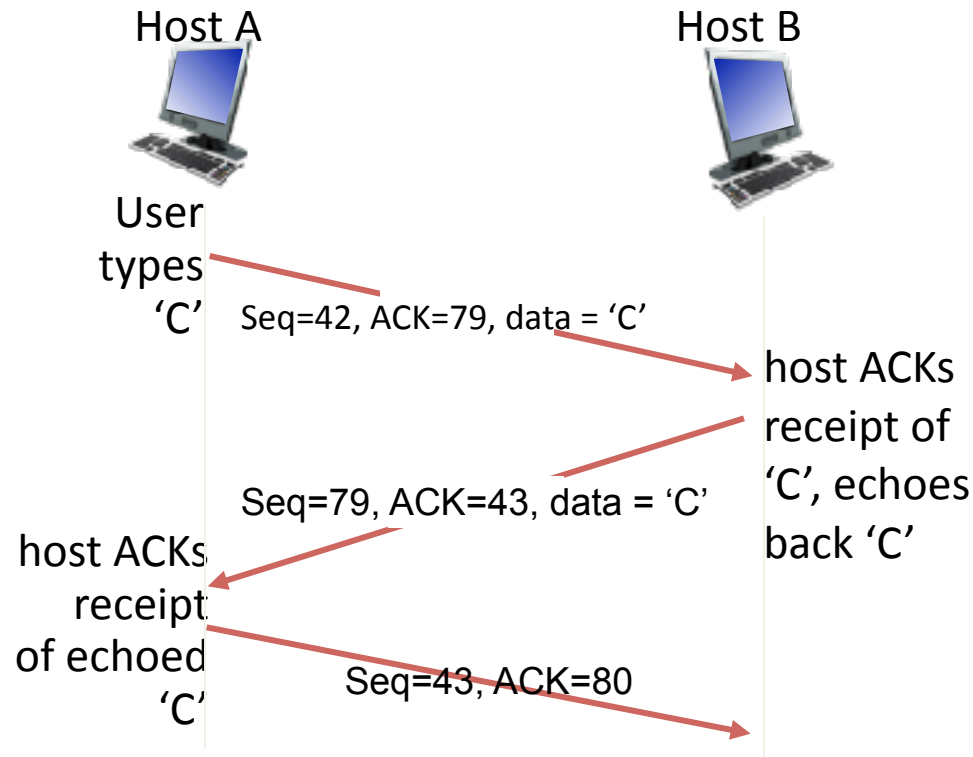 Host A
Host B
User
types
‘C’
Seq=42, ACK=79, data = ‘C’
host ACKs
receipt of
‘C’, echoes
back ‘C’
Seq=79, ACK=43, data = ‘C’
host ACKs
receipt
of echoed
‘C’
Seq=43, ACK=80